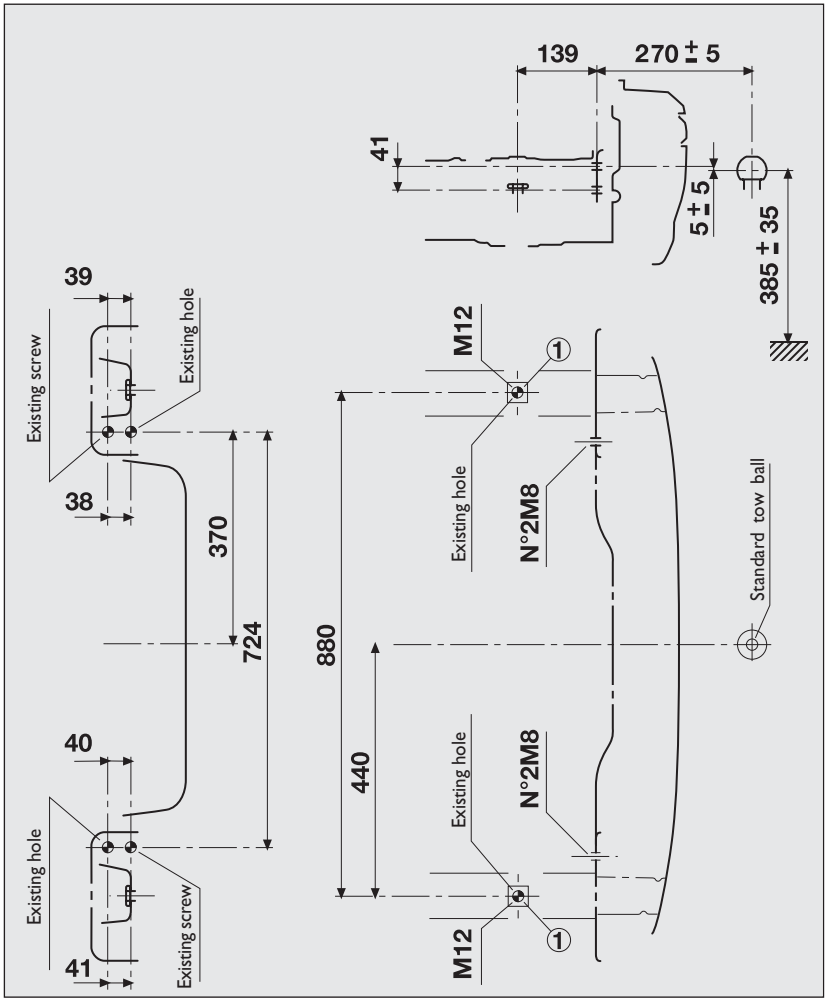 139
270 ± 5
41
5 ± 5
385 ± 35
39
Existing screw
Existing hole
38
370
724
M12
1
Existing hole
N°2M8
880
440
Standard tow ball
40
Existing hole
Existing screw
41
Existing hole
N°2M8
M12
1